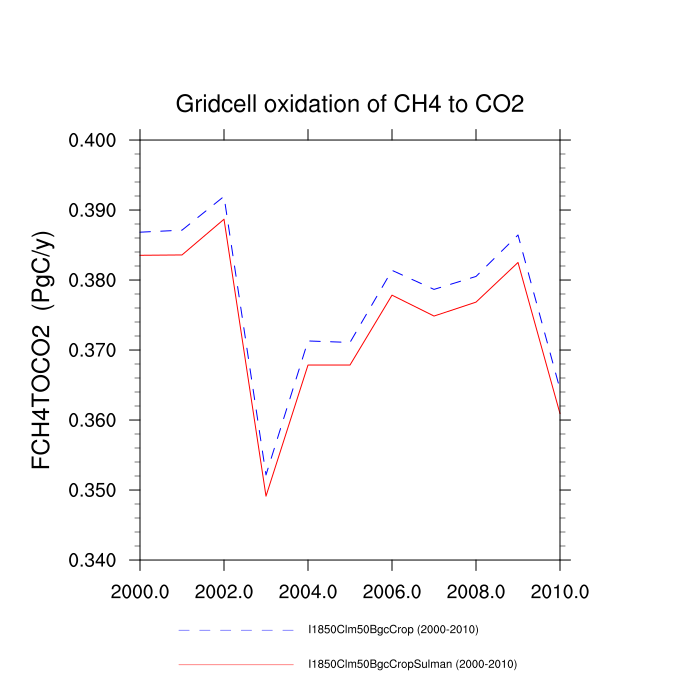 Gridcell oxidation of CH4 to CO2
FCH4TOCO2 (PgC/y)
0.400
0.390
0.380
0.370
0.360
0.350
0.340
2000.0 2002.0 2004.0 2006.0 2008.0 2010.0
I1850Clm50BgcCrop (2000-2010)
I1850Clm50BgcCropSulman (2000-2010)